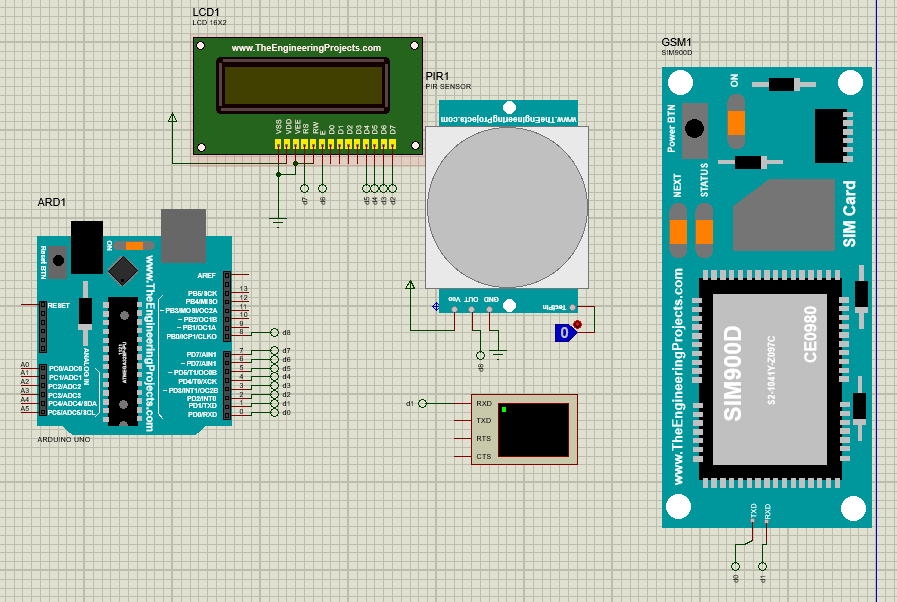 LCD1
LCD 16X2
www.TheEngineeringProjects.com
VSS
VDD
VEE
RS
RW
E
D0
D1
D2
D3
D4
D5
D6
D7
d7
d6
d5
d4
d3
d2
PIR1
PIR SENSOR
www.TheEngineeringProjects.com
Vcc
OUT
GND
TestPin
0
d8
GSM1
SIM900D
Power BTN
ON
NEXT
STATUS
SIM Card
www.TheEngineeringProjects.com
SIM900D
S2-1041Y-Z097C
CE0980
TXD
RXD
d0
d1
ARD1
Reset BTN
ON
www.TheEngineeringProjects.com
RESET
ANALOG IN
ATMEGA328P-PU
1121
A0
A1
A2
A3
A4
A5
PC0/ADC0
PC1/ADC1
PC2/ADC2
PC3/ADC3
PC4/ADC4/SDA
PC5/ADC5/SCL
AREF
PB5/SCK 13
PB4/MISO 12
~ PB3/MOSI/OC2A 11
~ PB2/OC1B 10
~ PB1/OC1A 9
PB0/ICP1/CLKO 8 d8
PD7/AIN1 7 d7
~ PD7/AIN1 6 d6
~ PD5/T1/OC0B 5 d5
PD4/T0/XCK 4 d4
~ PD3/INT1/OC2B 3 d3
PD2/INT0 2 d2
PD1/TXD 1 d1
PD0/RXD 0 d0
ARDUINO UNO
d1
RXD
TXD
RTS
CTS